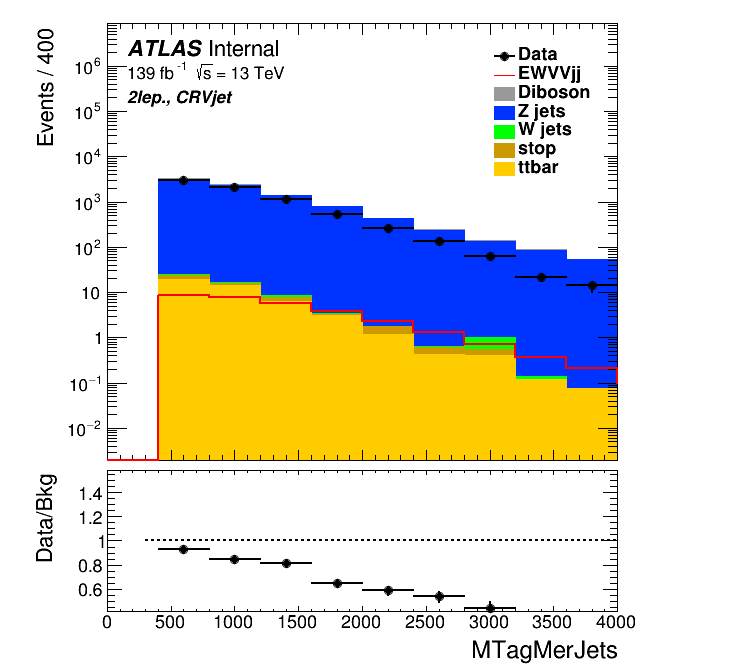 ATLAS Internal
139 fb⁻¹ √s = 13 TeV
2lep., CRVjet
Data
EWVVjj
Diboson
Z jets
W jets
stop
ttbar
Events / 400
10⁶
10⁵
10⁴
10³
10²
10
1
10⁻¹
10⁻²
Data/Bkg
1.4
1.2
1
0.8
0.6
0 500 1000 1500 2000 2500 3000 3500 4000
MTagMerJets